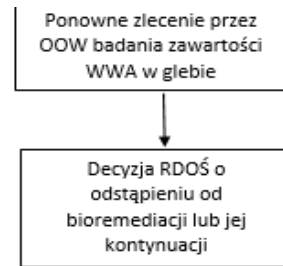 Ponowne zlecenie przez
OOW badania zawartości
WWA w glebie
Decyzja RDOŚ o
odstąpieniu od
bioremediacji lub jej
kontynuacji